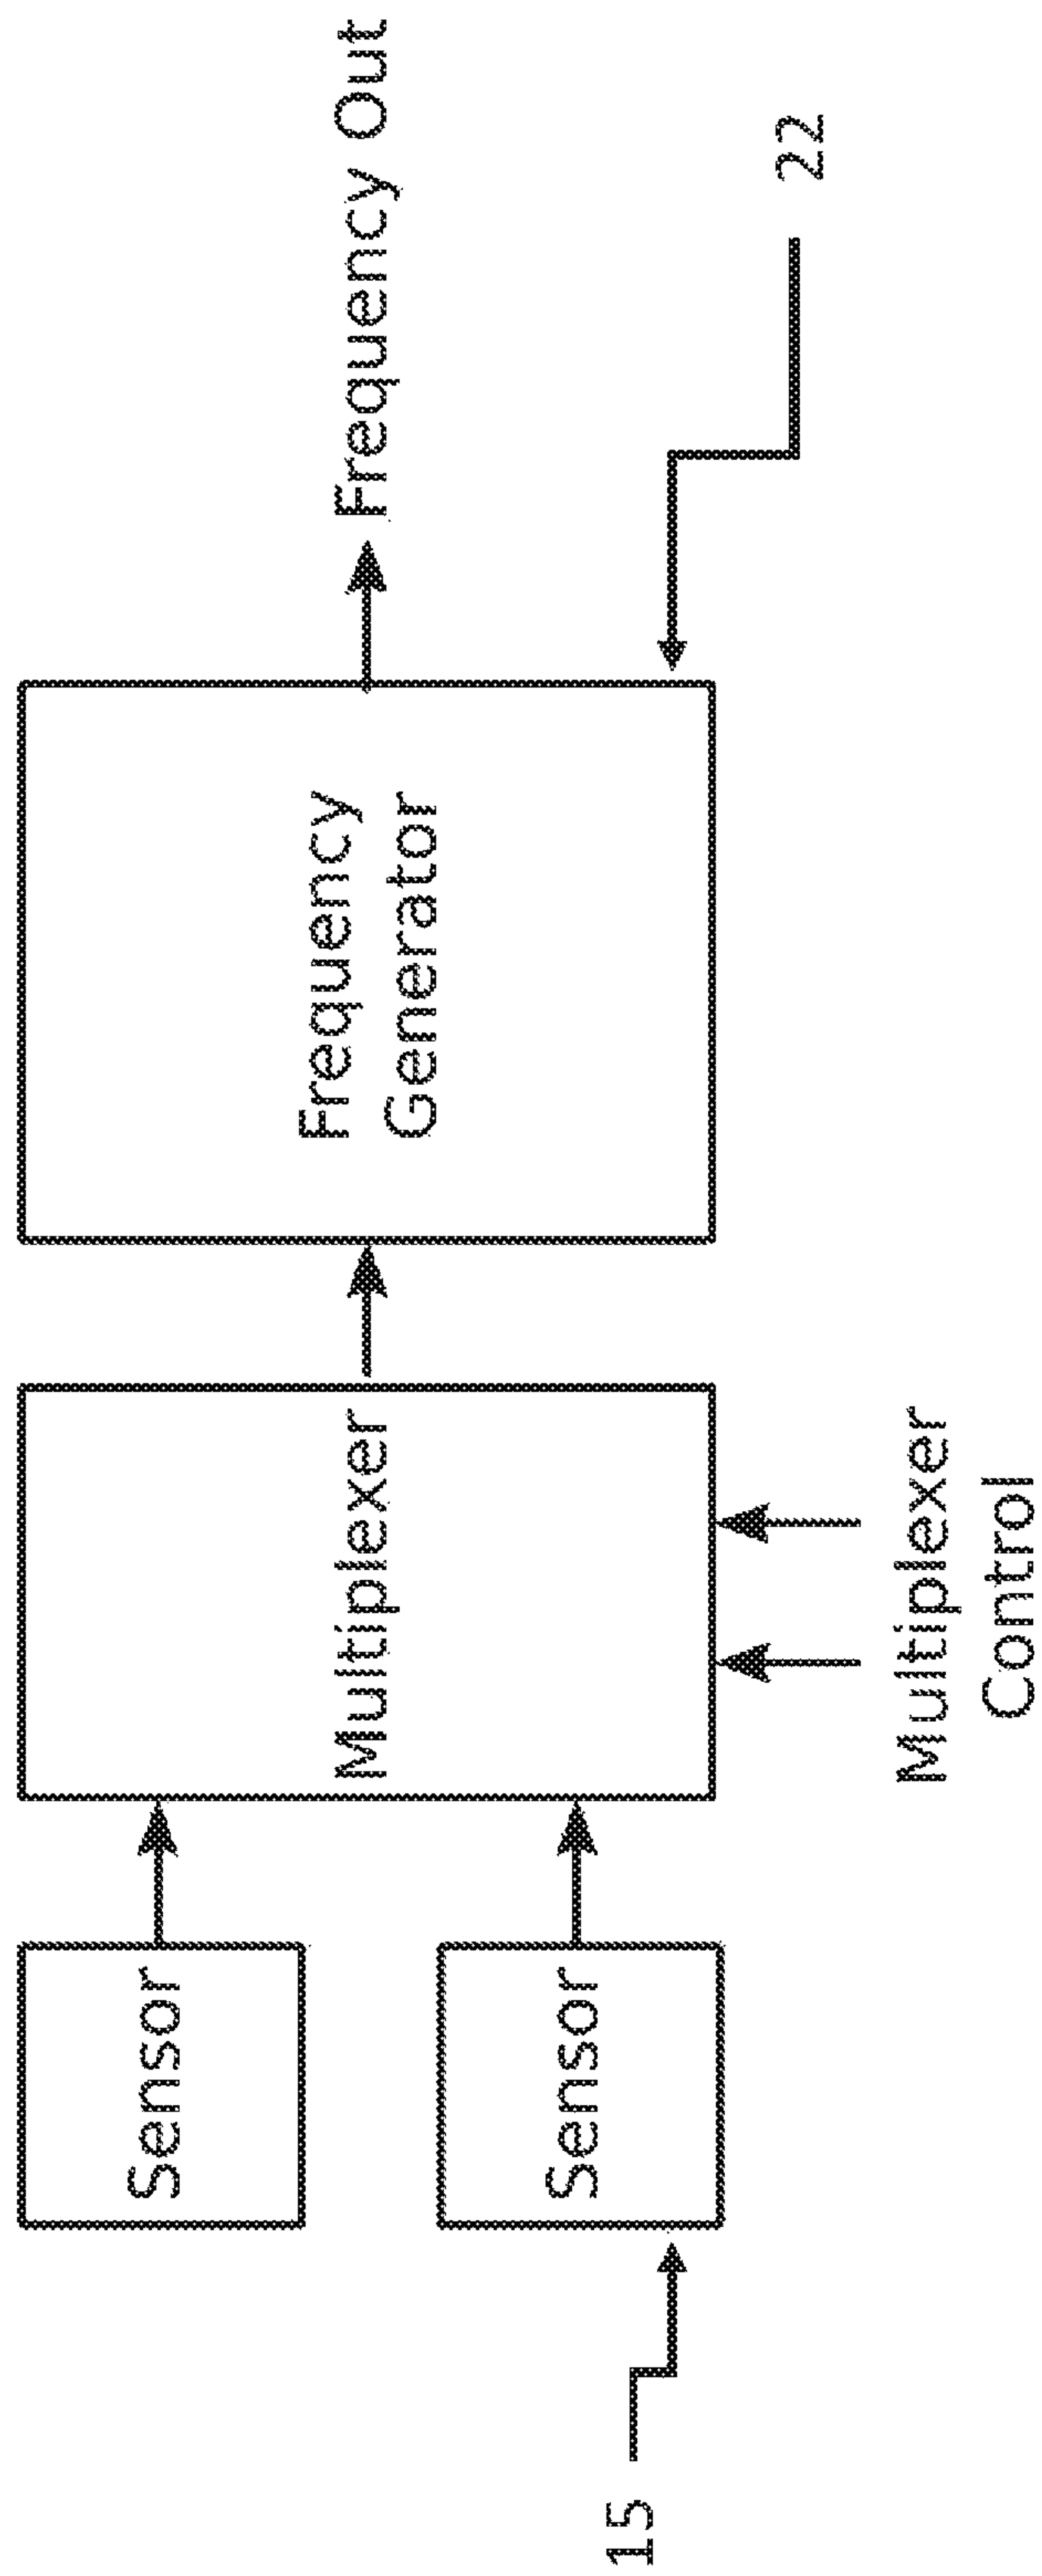 Sensor
Sensor
15
Multiplexer
Multiplexer
Control
Frequency
Generator
Frequency Out
22